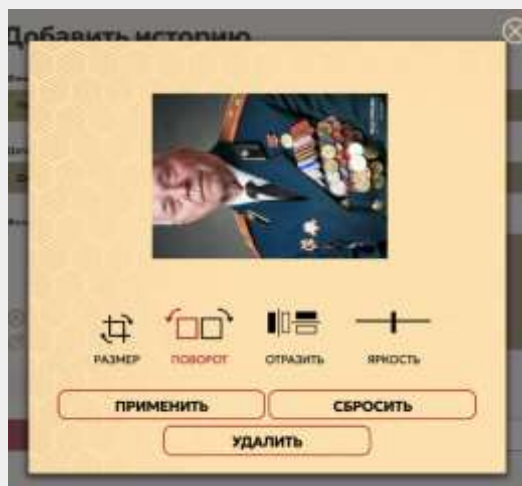 Добавить историю
РАЗМЕР ПОВОРОТ ОТРАЗИТЬ ЯРКОСТЬ
ПРИМЕНИТЬ СБРОСИТЬ
УДАЛИТЬ